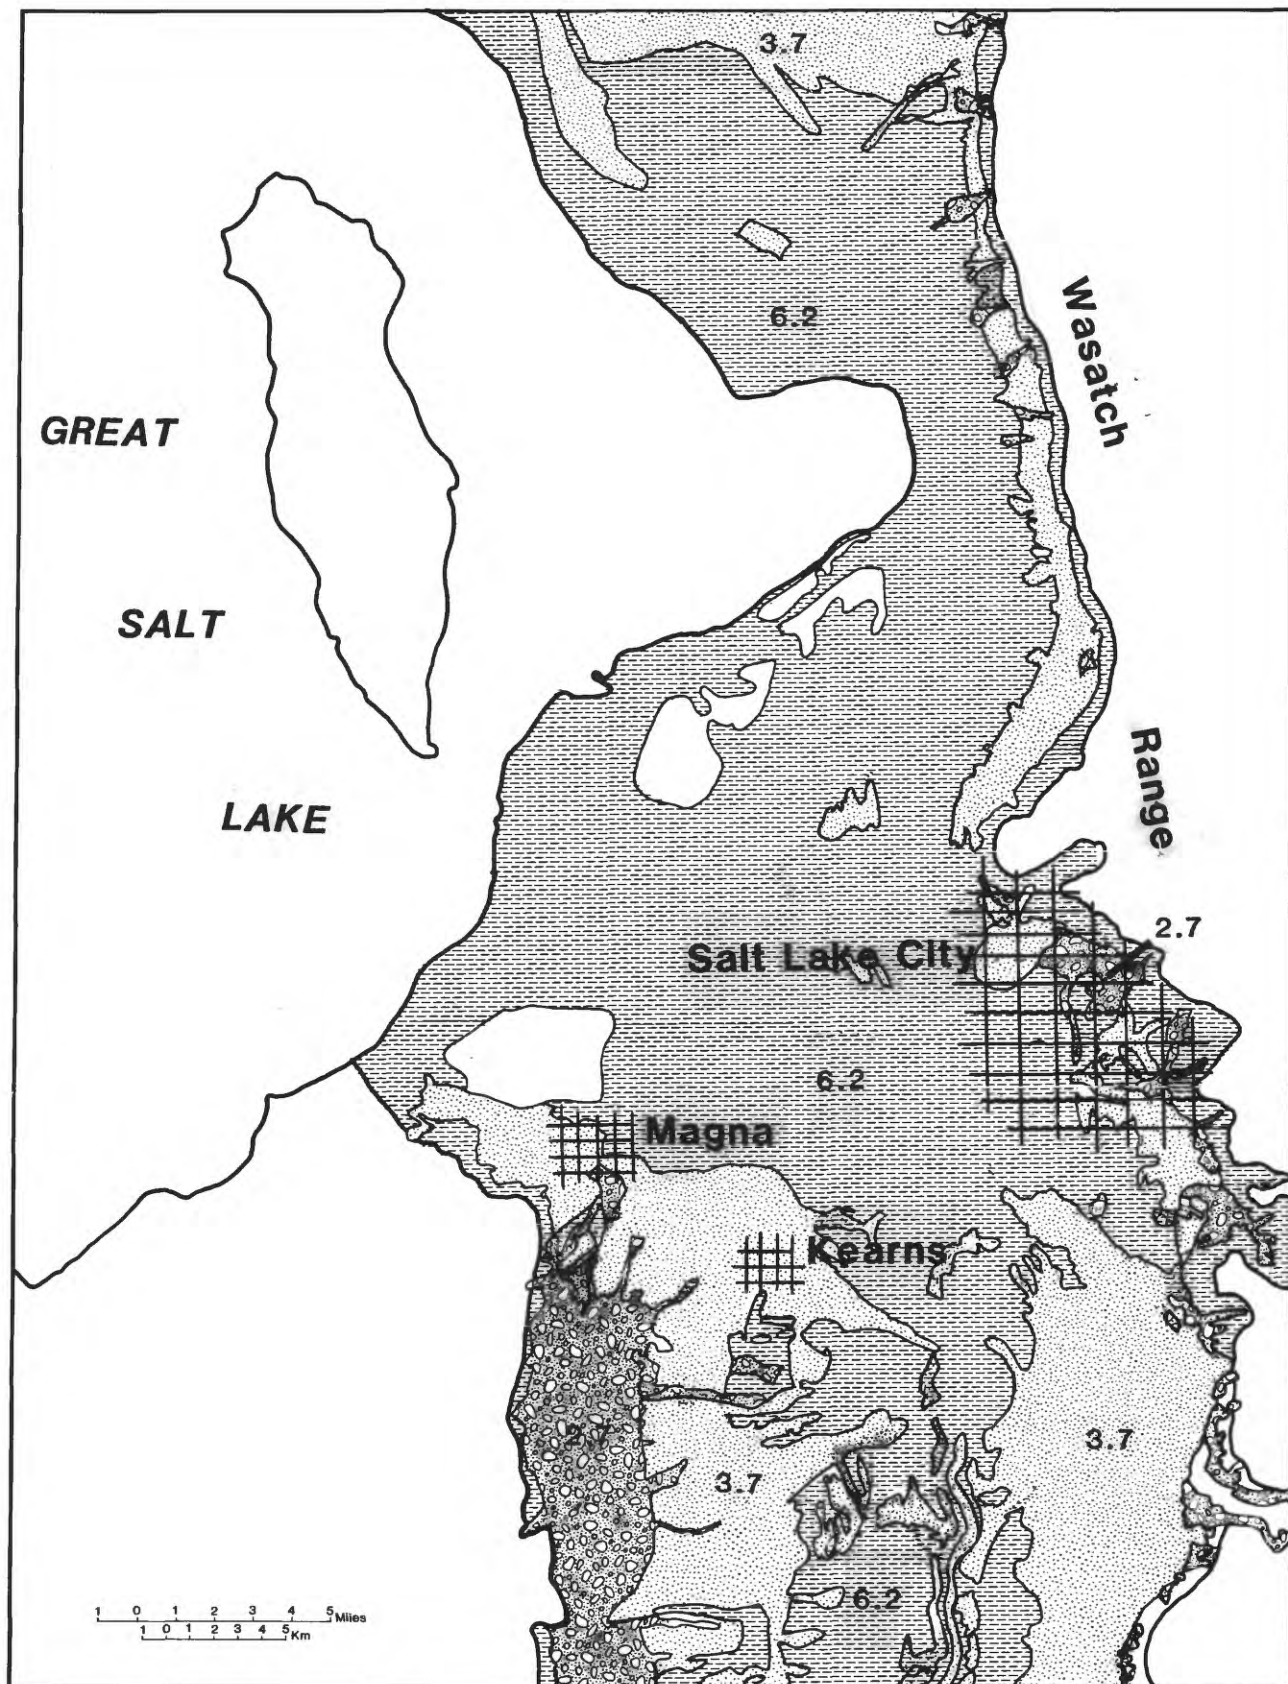 3.7
6.2
Wasatch
GREAT
SALT
LAKE
Range
2.7
Salt Lake City
6.2
Magna
Kearns
2.7
3.7
3.7
6.2
1 0 1 2 3 4 5 Miles
1 0 1 2 3 4 5 Km